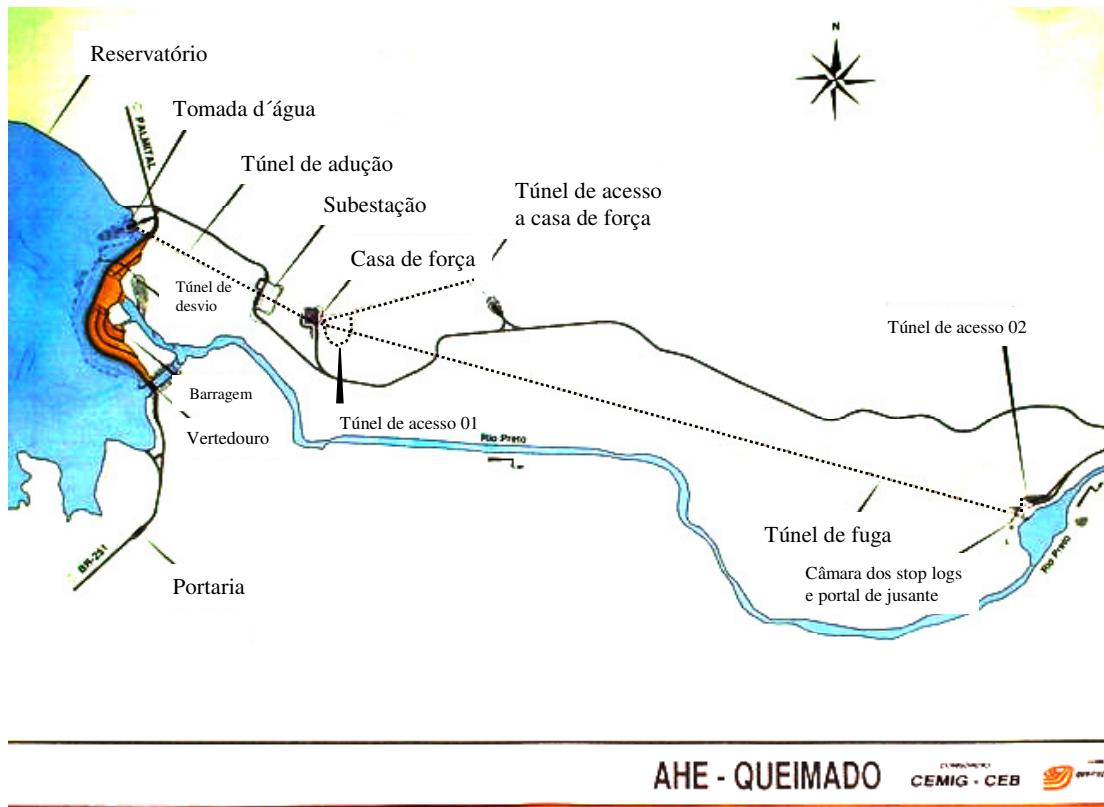 N
Reservatório
Tomada d´água
PALMITAL
Túnel de adução
Túnel de acesso
a casa de força
Subestação
Casa de força
Túnel de
desvio
Túnel de acesso 02
Barragem
Vertedouro
Túnel de acesso 01
Rio Preto
Túnel de fuga
Rio Preto
BR-251
Portaria
Câmara dos stop logs
e portal de jusante
AHE - QUEIMADO
CONSÓRCIO
CEMIG - CEB